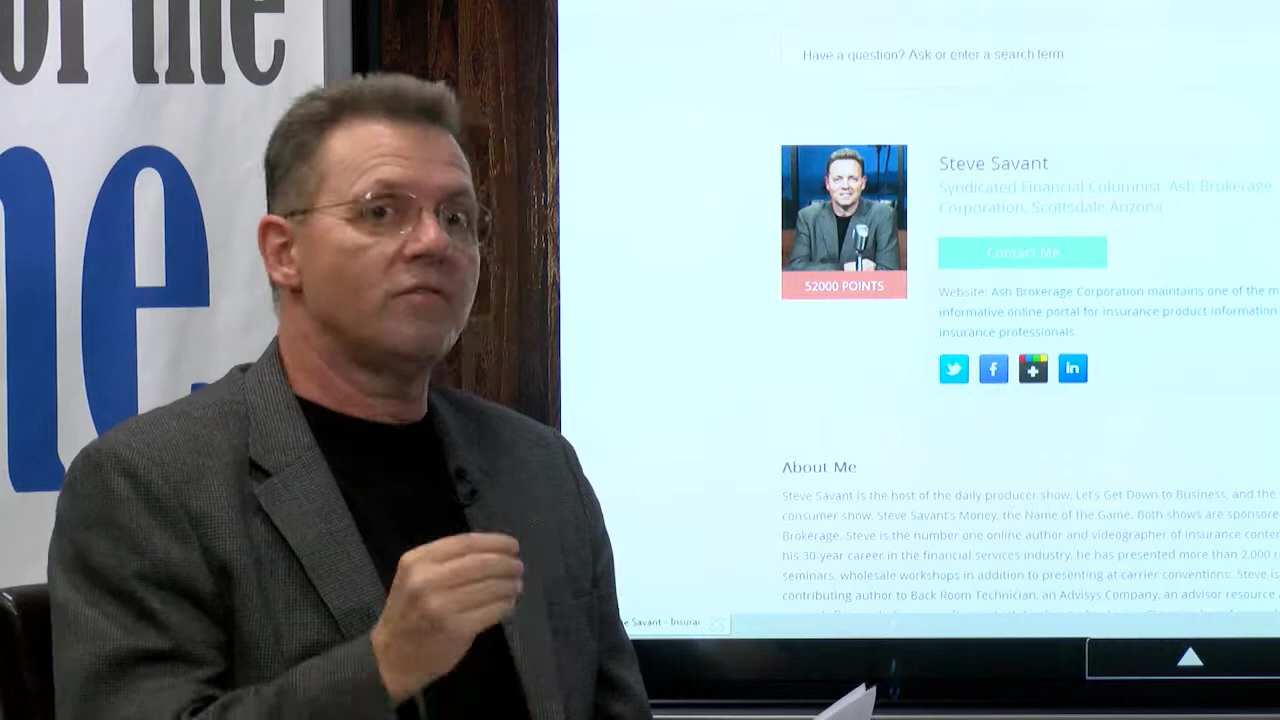 of the
ne
Have a question? Ask or enter a search term
Steve Savant
Syndicated Financial Columnist, Ash Brokerage
Corporation, Scottsdale Arizona
Contact Me
52000 POINTS
Website: Ash Brokerage Corporation maintains one of the m
informative online portal for insurance product information
insurance professionals.
f
+
in
About Me
Steve Savant is the host of the daily producer show, Let's Get Down to Business, and the
consumer show, Steve Savant's Money, the Name of the Game. Both shows are sponsore
Brokerage. Steve is the number one online author and videographer of insurance conte
his 30-year career in the financial services industry, he has presented more than 2,000
seminars, wholesale workshops in addition to presenting at carrier conventions. Steve is
contributing author to Back Room Technician, an Advisys Company, an advisor resource
e Savant - Insura